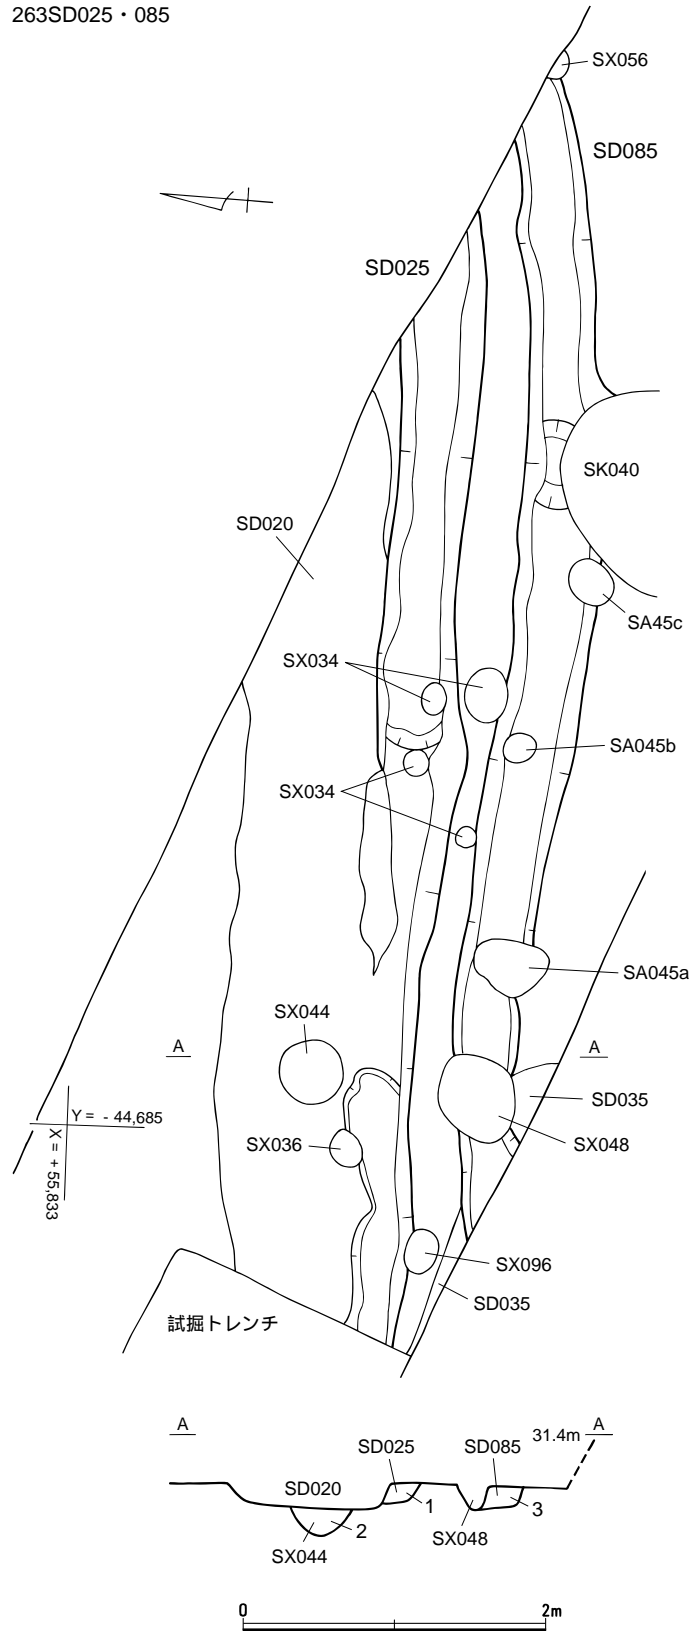 263SD025・085
SX056
SD085
SD025
SK040
SD020
SA45c
SX034
SA045b
SX034
SA045a
SX044
A
A
SD035
Y = - 44,685
X = + 55,833
SX036
SX048
SX096
SD035
試掘トレンチ
A
31.4m
A
SD025
SD085
SD020
1
3
2
SX048
SX044
0
2m